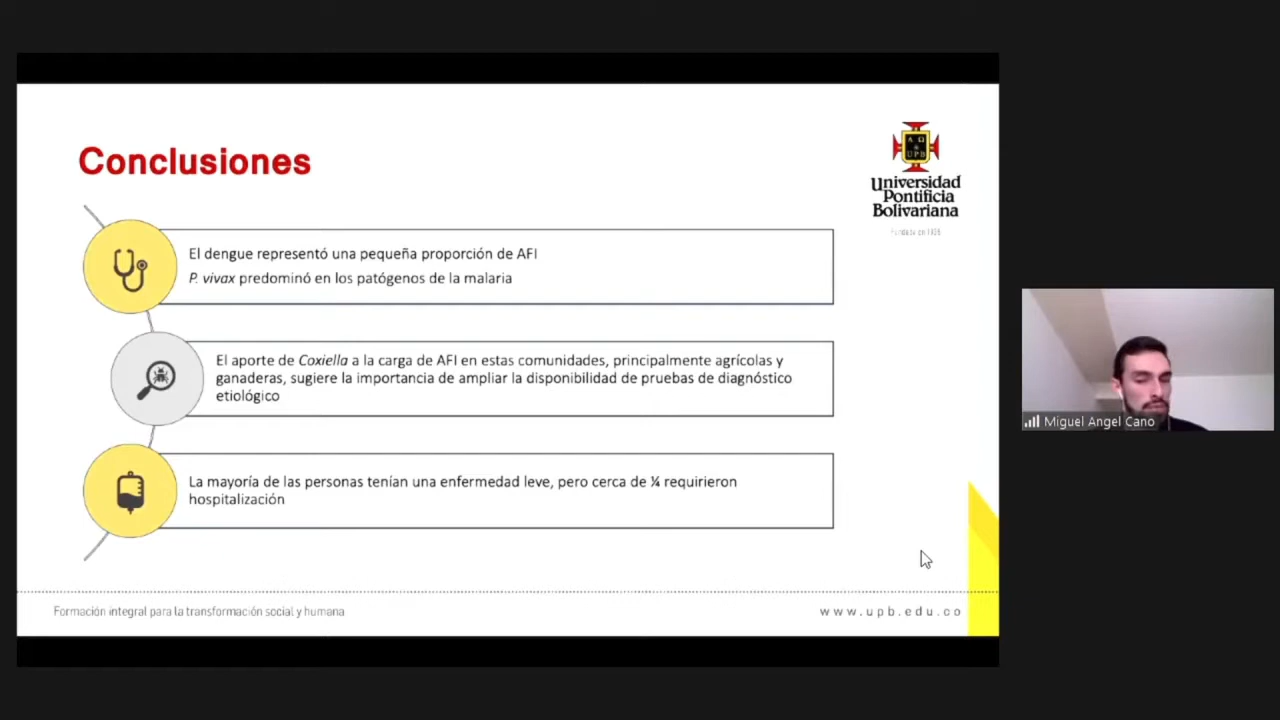 Conclusiones
Universidad
Pontificia
Bolivariana
Fundada en 1936
El dengue representó una pequeña proporción de AFI
P. vivax predominó en los patógenos de la malaria
El aporte de Coxiella a la carga de AFI en estas comunidades, principalmente agrícolas y
ganaderas, sugiere la importancia de ampliar la disponibilidad de pruebas de diagnóstico
etiológico
La mayoría de las personas tenían una enfermedad leve, pero cerca de ¼ requirieron
hospitalización
Formación integral para la transformación social y humana
www.upb.edu.co
Miguel Angel Cano